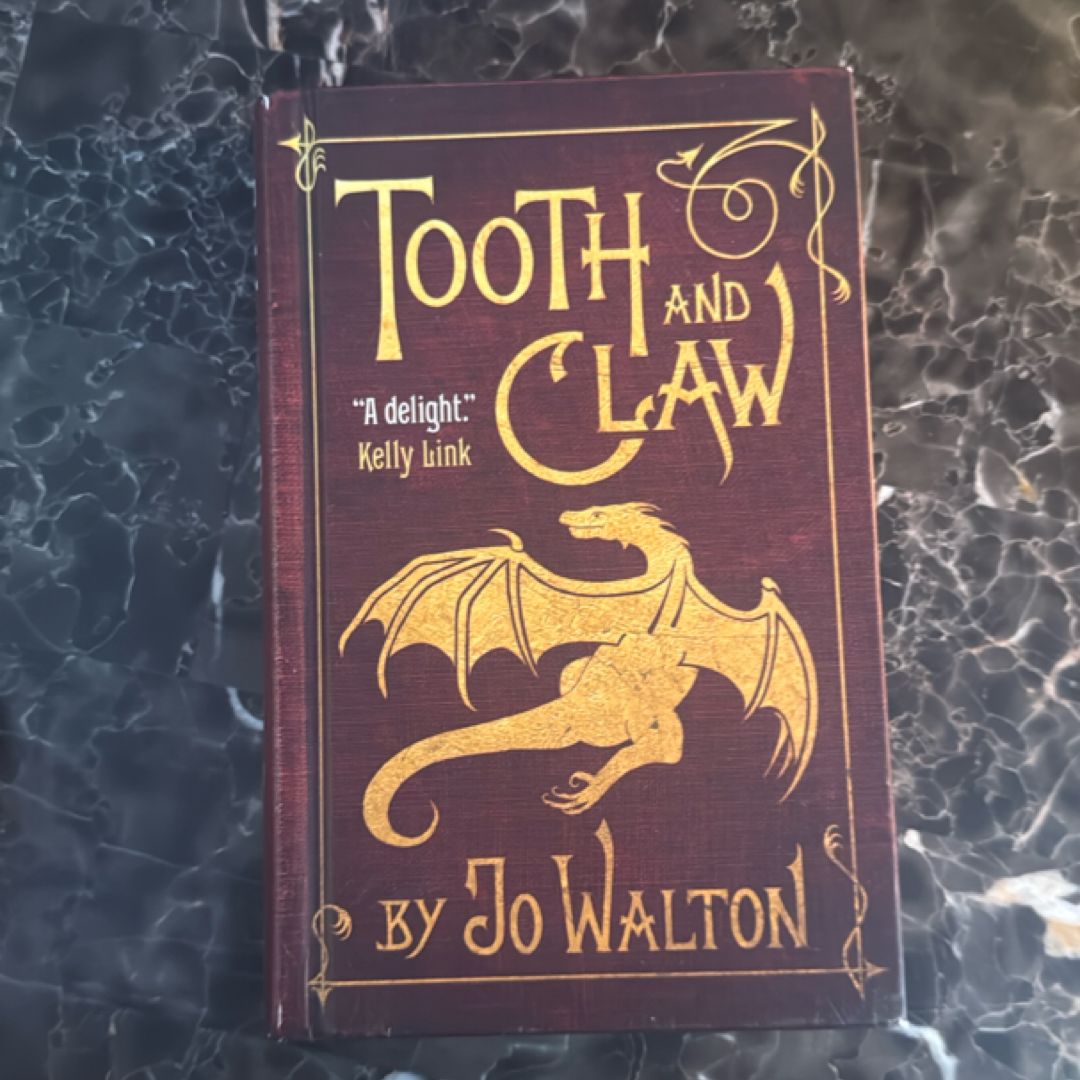 TOOTH
AND
CLAW
“A delight.”
Kelly Link
BY JO WALTON